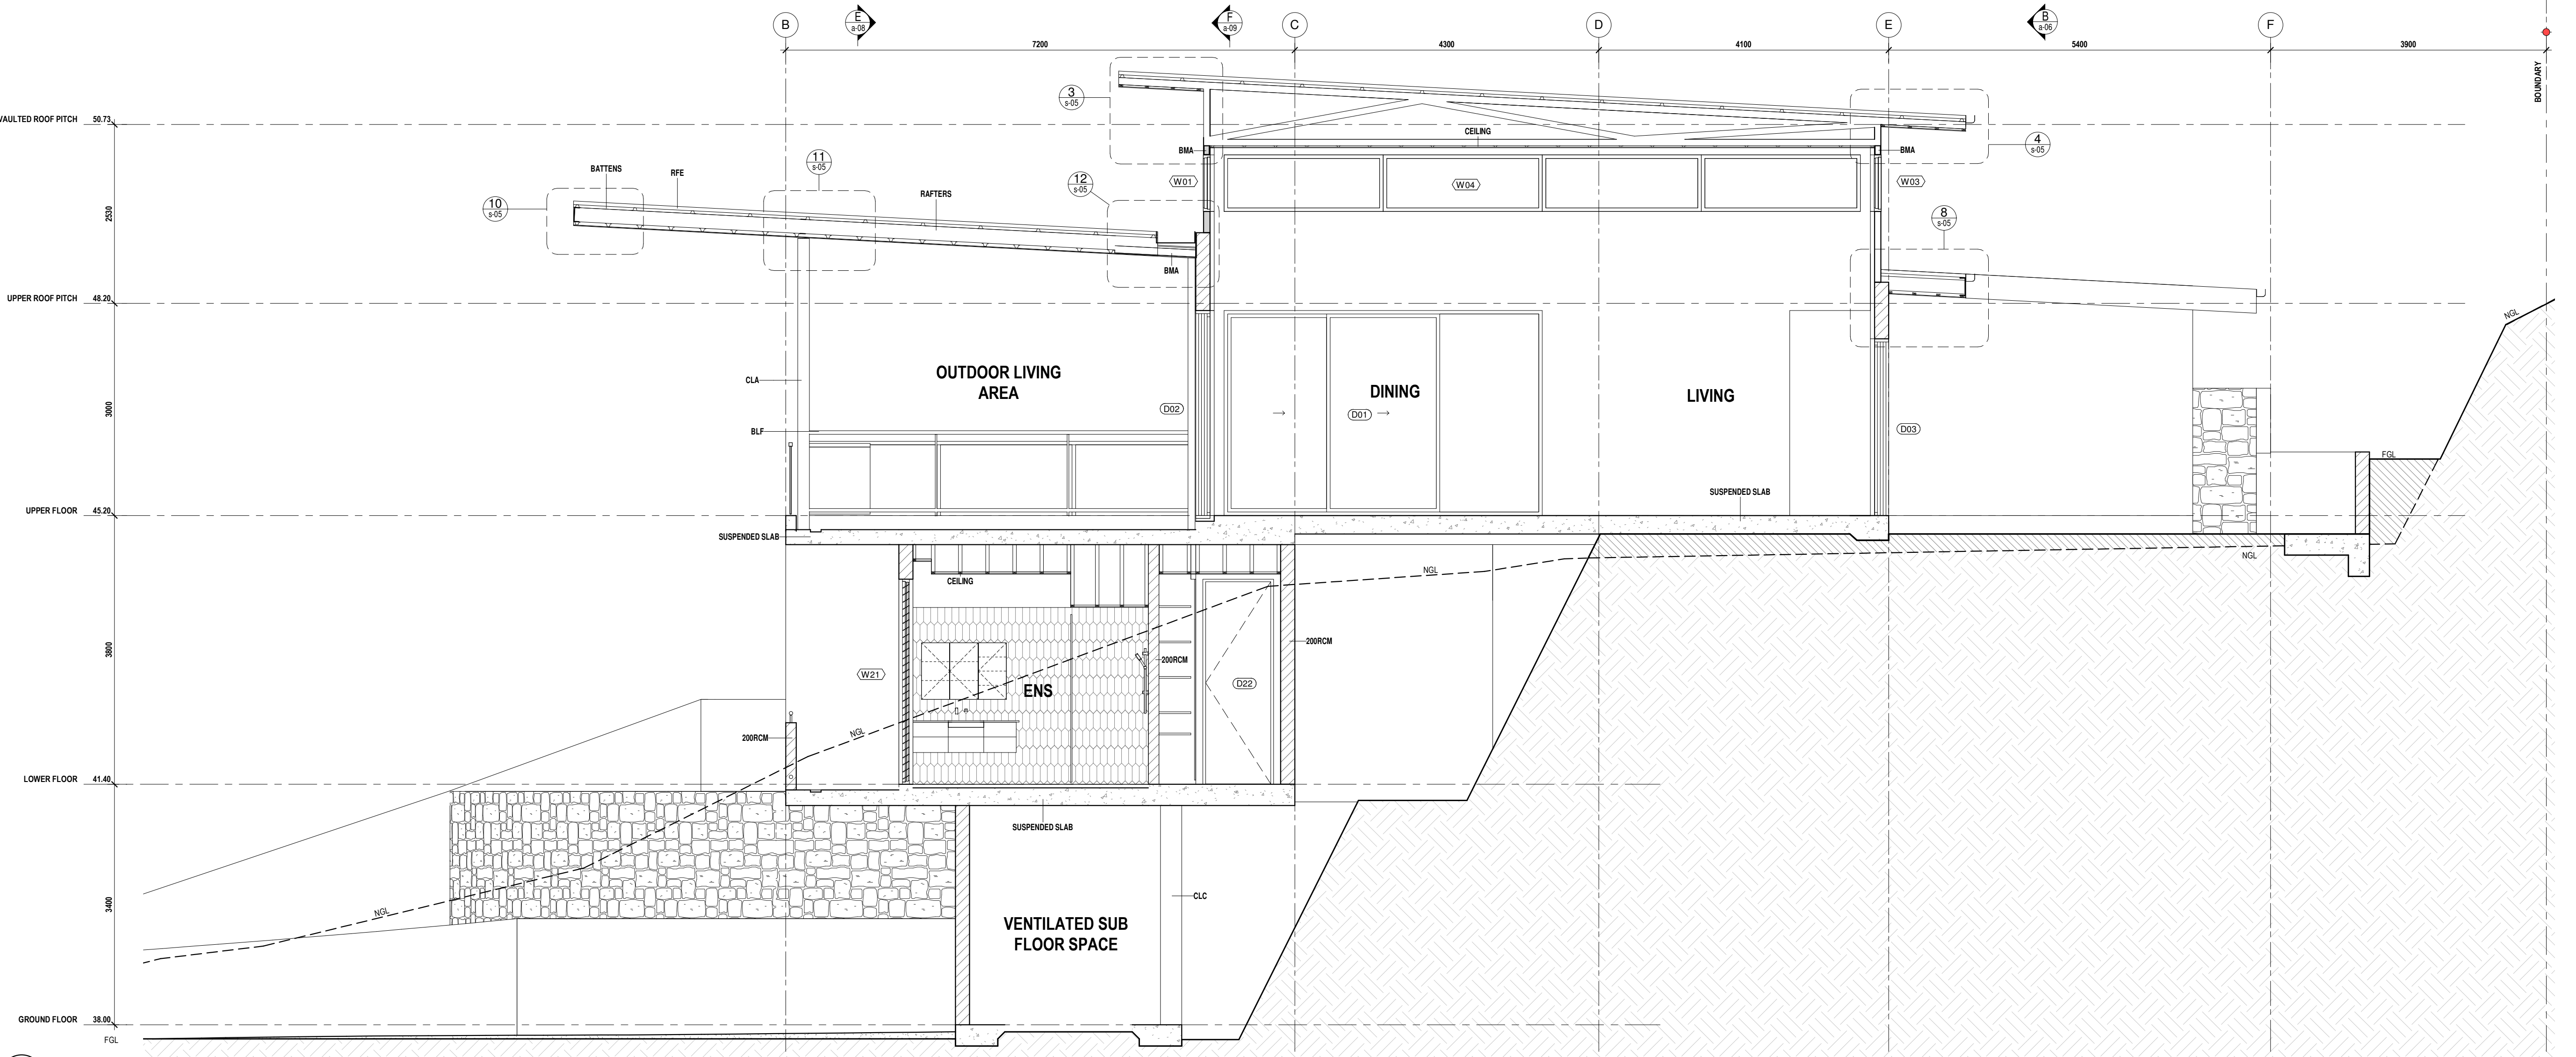 B
E
a-08
F
a-09
C
D
E
B
a-06
F
7200
4300
4100
5400
3900
BOUNDARY
3
s-05
VAULTED ROOF PITCH
50.73
CEILING
4
s-05
BMA
BMA
11
s-05
BATTENS
RFE
12
s-05
W01
W04
W03
RAFTERS
10
s-05
2530
8
s-05
BMA
UPPER ROOF PITCH
48.20
NGL
OUTDOOR LIVING
AREA
CLA
DINING
LIVING
3000
D02
D01
BLF
D03
FGL
SUSPENDED SLAB
UPPER FLOOR
45.20
SUSPENDED SLAB
NGL
NGL
CEILING
3800
200RCM
200RCM
W21
D22
ENS
NGL
200RCM
LOWER FLOOR
41.40
SUSPENDED SLAB
3400
NGL
CLC
VENTILATED SUB
FLOOR SPACE
GROUND FLOOR
38.00
FGL